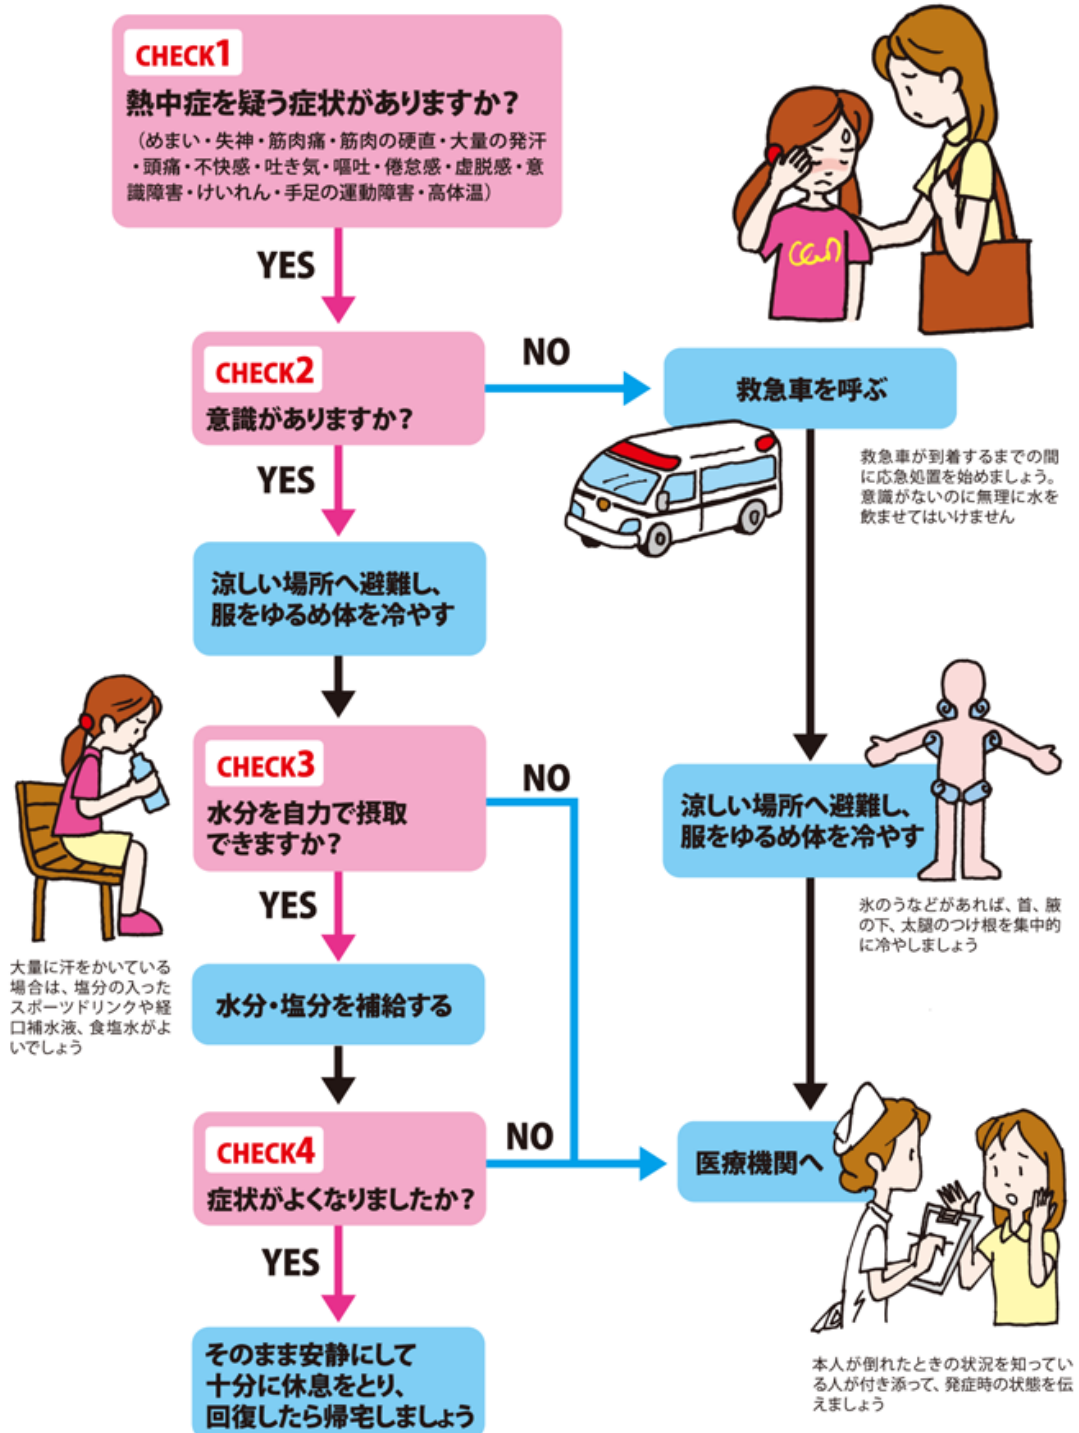 CHECK1
熱中症を疑う症状がありますか？
（めまい・失神・筋肉痛・筋肉の硬直・大量の発汗
・頭痛・不快感・吐き気・嘔吐・倦怠感・虚脱感・意
識障害・けいれん・手足の運動障害・高体温）
YES
CHECK2
意識がありますか？
NO
救急車を呼ぶ
救急車が到着するまでの間
に応急処置を始めましょう。
意識がないのに無理に水を
飲ませてはいけません
YES
涼しい場所へ避難し、
服をゆるめ体を冷やす
CHECK3
水分を自力で摂取
できますか？
NO
涼しい場所へ避難し、
服をゆるめ体を冷やす
氷のうなどがあれば、首、腋
の下、太腿のつけ根を集中的
に冷やしましょう
YES
大量に汗をかいている
場合は、塩分の入った
スポーツドリンクや経
口補水液、食塩水がよ
いでしょう
水分・塩分を補給する
CHECK4
症状がよくなりましたか？
NO
医療機関へ
YES
そのまま安静にして
十分に休息をとり、
回復したら帰宅しましょう
本人が倒れたときの状況を知ってい
る人が付き添って、発症時の状態を伝
えましょう